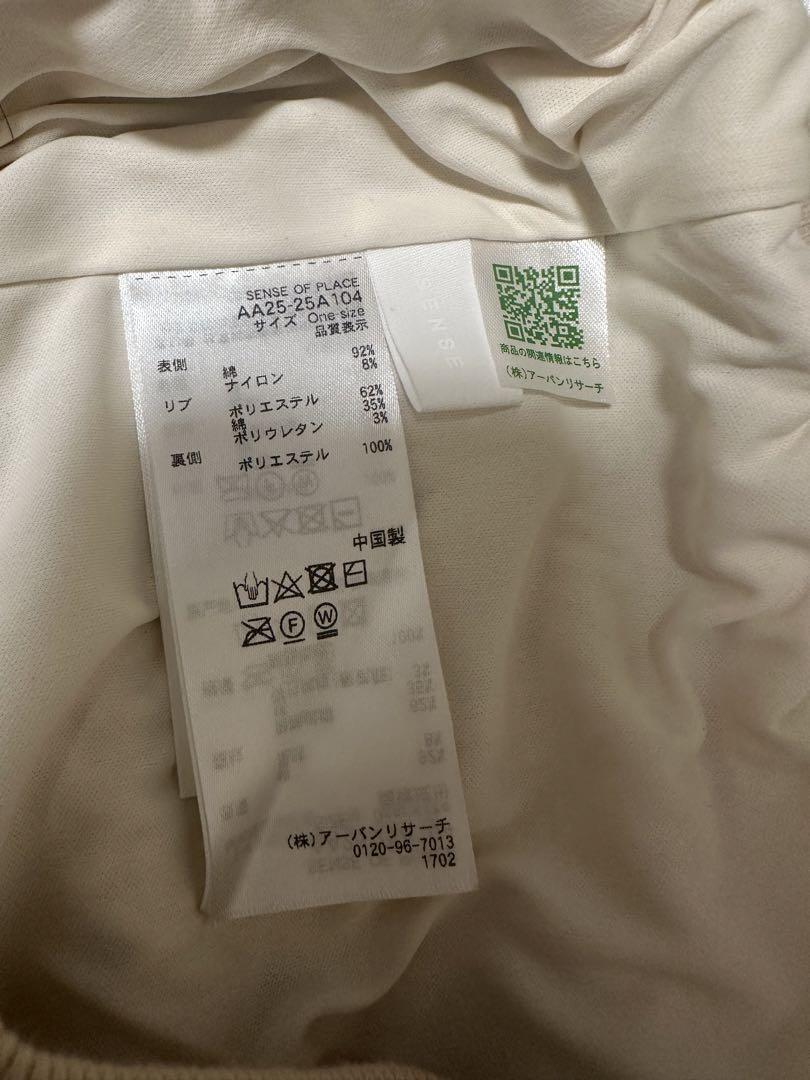 SENSE OF PLACE
AA25-25A104
サイズ One size
品質表示
表側 綿 92%
ナイロン 8%
リブ ポリエステル 62%
綿 35%
ポリウレタン 3%
裏側 ポリエステル 100%
中国製
F W
(株)アーバンリサーチ
0120-96-7013
1702
SENSE
商品の関連情報はこちら
(株)アーバンリサーチ